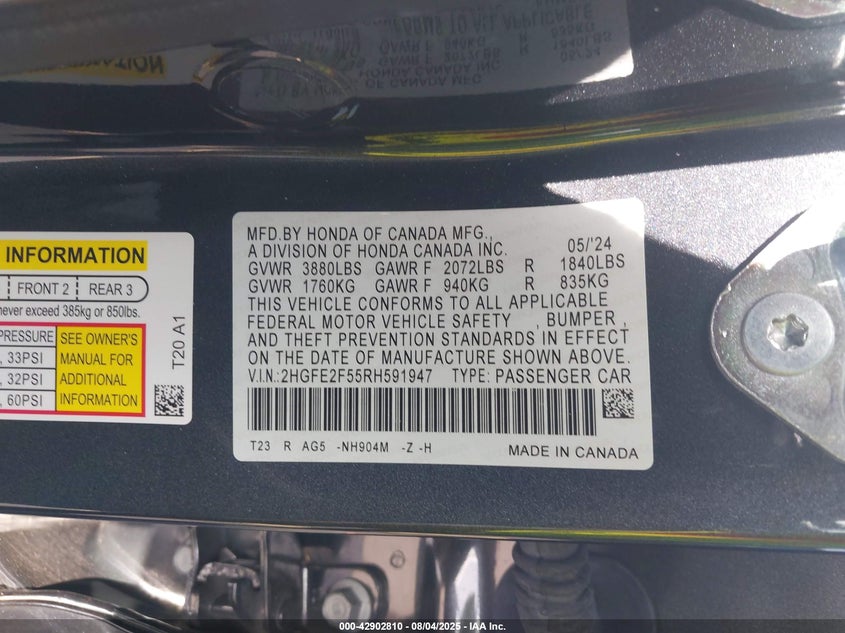 INFORMATION
FRONT 2 REAR 3
never exceed 385kg or 850lbs.
PRESSURE SEE OWNER'S
, 33PSI MANUAL FOR
, 32PSI ADDITIONAL
, 60PSI INFORMATION
T20 A1
MFD.BY HONDA OF CANADA MFG.,
A DIVISION OF HONDA CANADA INC. 05/'24
GVWR 3880LBS GAWR F 2072LBS R 1840LBS
GVWR 1760KG GAWR F 940KG R 835KG
THIS VEHICLE CONFORMS TO ALL APPLICABLE
FEDERAL MOTOR VEHICLE SAFETY , BUMPER ,
AND THEFT PREVENTION STANDARDS IN EFFECT
ON THE DATE OF MANUFACTURE SHOWN ABOVE.
V.I.N.:2HGFE2F55RH591947 TYPE: PASSENGER CAR
T23 R AG5 -NH904M -Z -H MADE IN CANADA
000-42902810 - 08/04/2025 - IAA Inc.